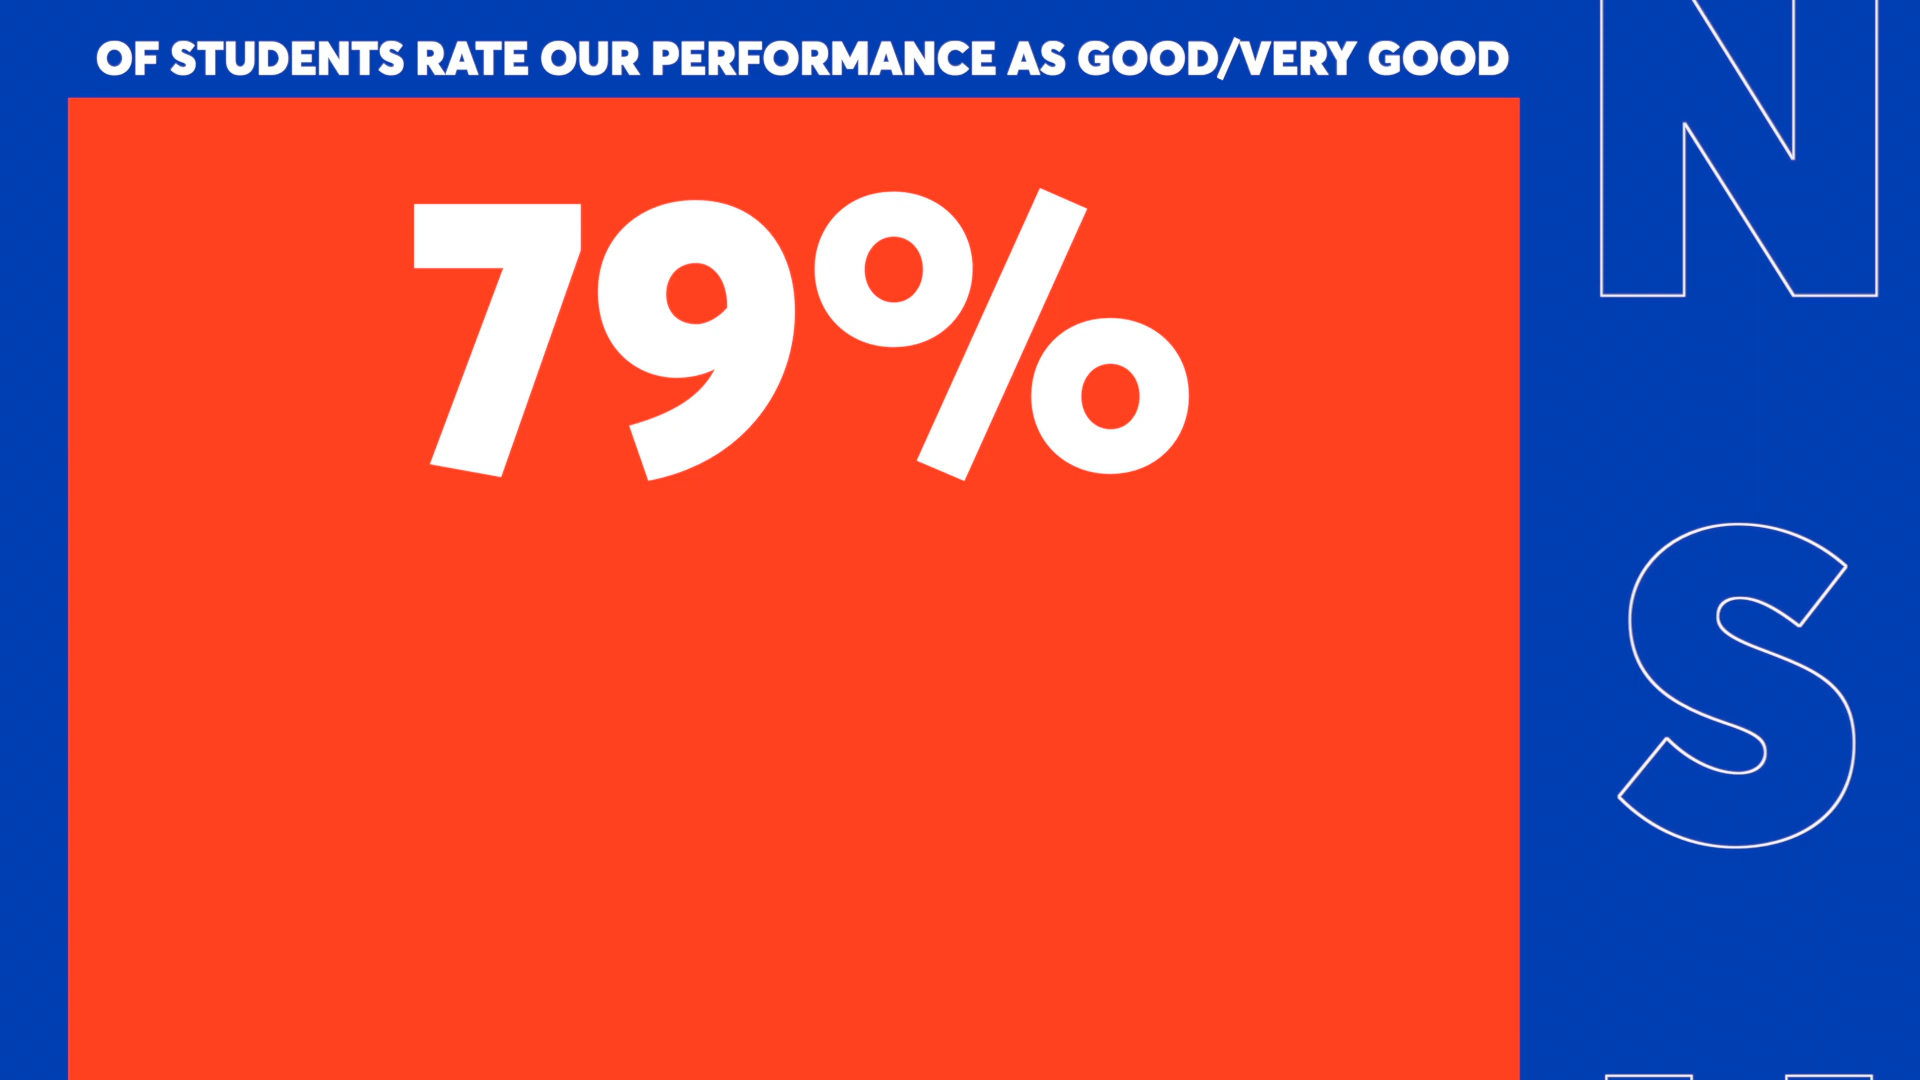 OF STUDENTS RATE OUR PERFORMANCE AS GOOD/VERY GOOD
79%
N
S